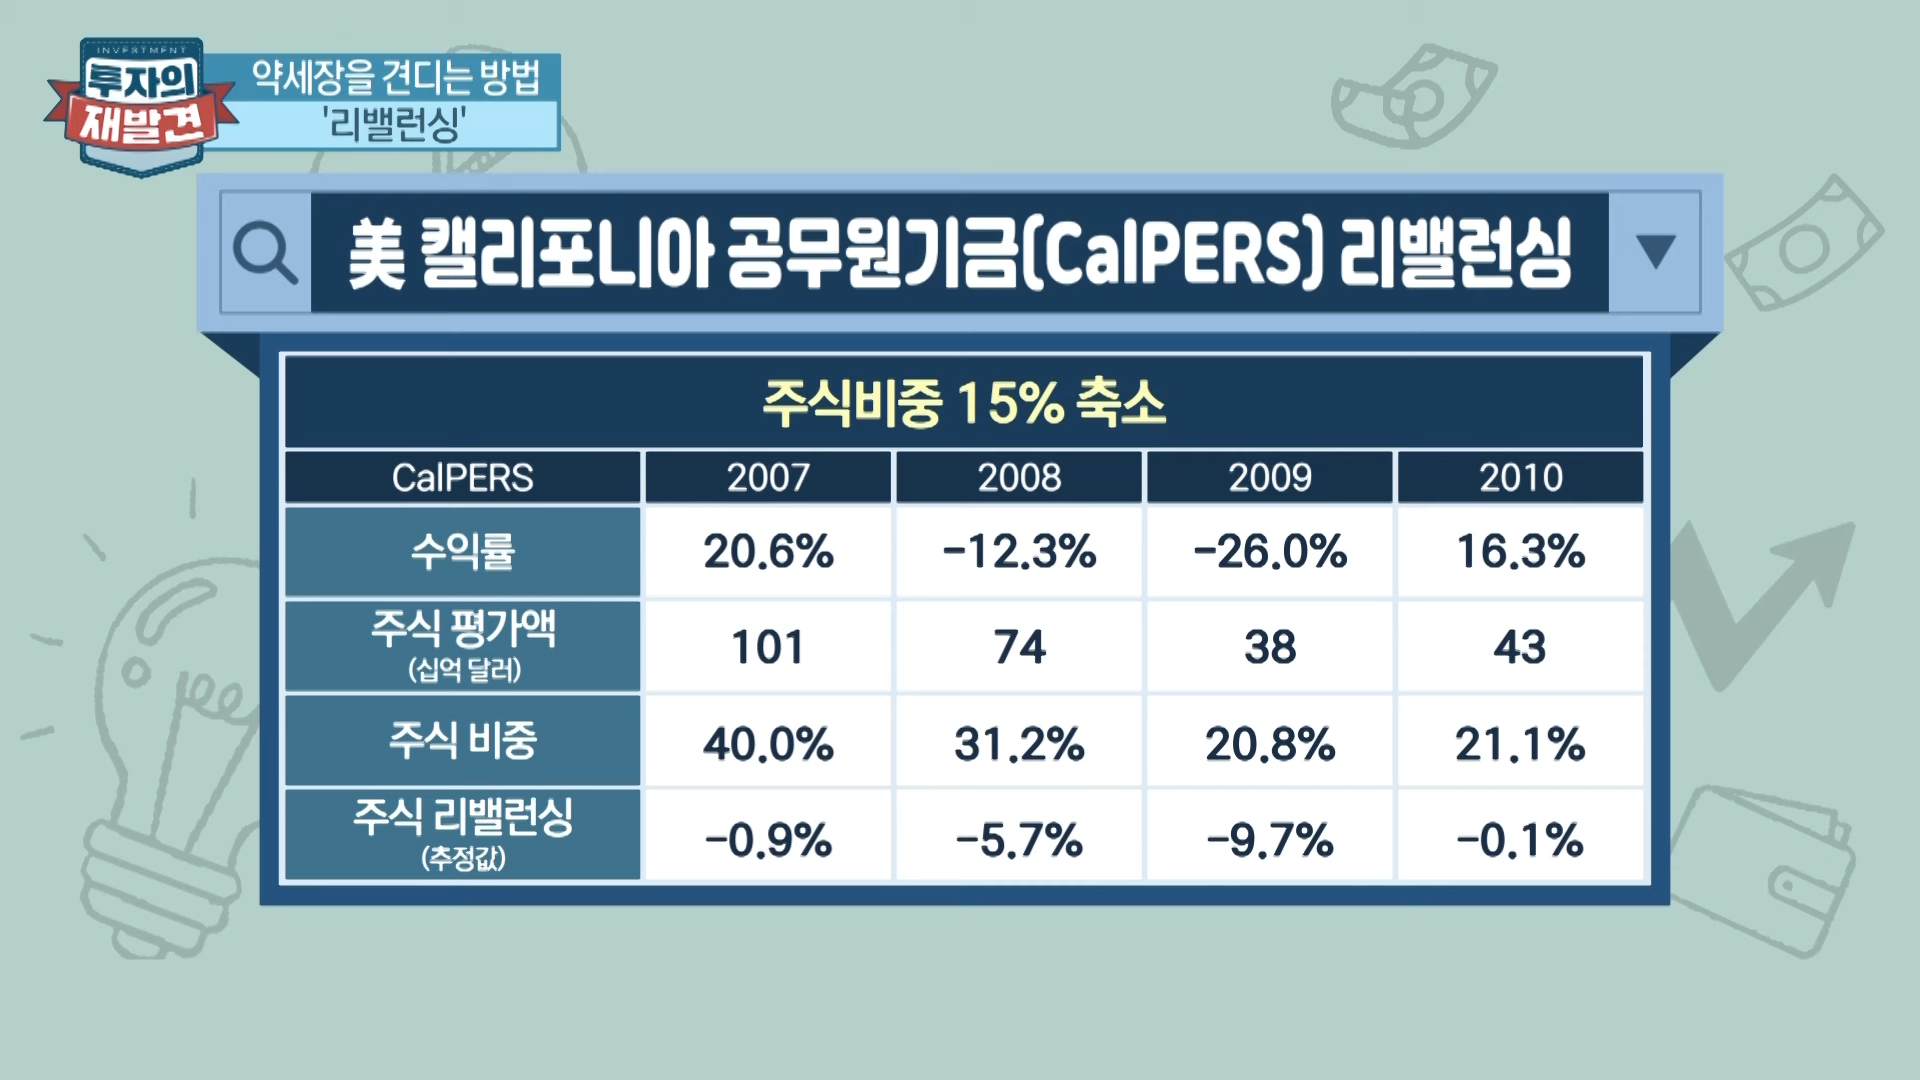 INVESTMENT
투자의
재발견
약세장을 견디는 방법
'리밸런싱'
美 캘리포니아 공무원기금(CalPERS) 리밸런싱
주식비중 15% 축소
CalPERS 2007 2008 2009 2010
수익률 20.6% -12.3% -26.0% 16.3%
주식 평가액 101 74 38 43
(십억 달러)
주식 비중 40.0% 31.2% 20.8% 21.1%
주식 리밸런싱 -0.9% -5.7% -9.7% -0.1%
(추정값)